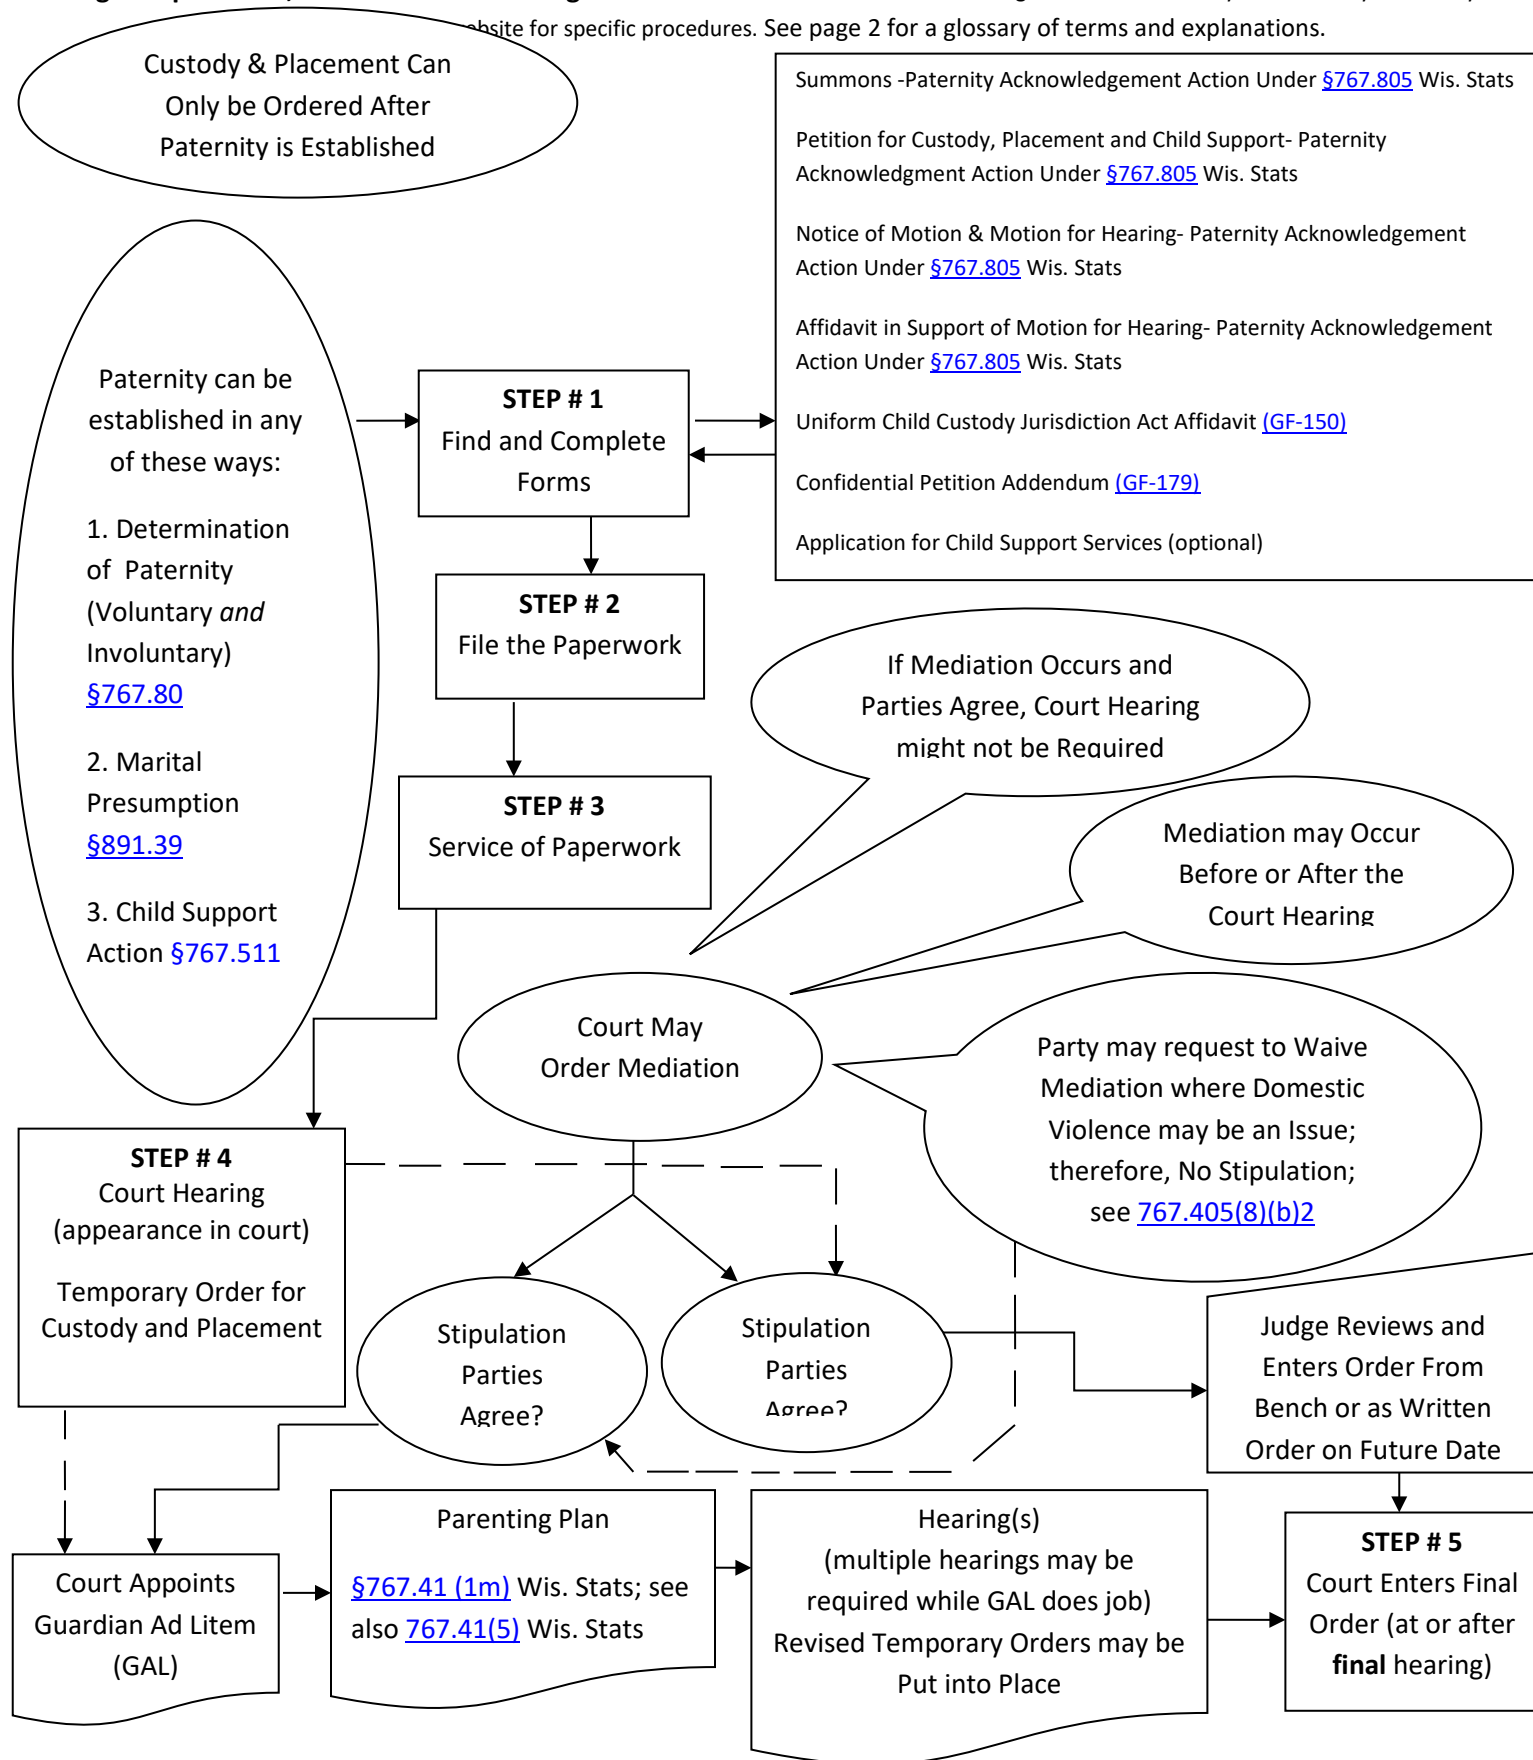 website for specific procedures. See page 2 for a glossary of terms and explanations.
Custody & Placement Can
Only be Ordered After
Paternity is Established
Summons -Paternity Acknowledgement Action Under §767.805 Wis. Stats
Petition for Custody, Placement and Child Support- Paternity
Acknowledgment Action Under §767.805 Wis. Stats
Notice of Motion & Motion for Hearing- Paternity Acknowledgement
Action Under §767.805 Wis. Stats
Affidavit in Support of Motion for Hearing- Paternity Acknowledgement
Action Under §767.805 Wis. Stats
Uniform Child Custody Jurisdiction Act Affidavit (GF-150)
Confidential Petition Addendum (GF-179)
Application for Child Support Services (optional)
Paternity can be
established in any
of these ways:
1. Determination
of Paternity
(Voluntary and
Involuntary)
§767.80
2. Marital
Presumption
§891.39
3. Child Support
Action §767.511
STEP # 1
Find and Complete
Forms
STEP # 2
File the Paperwork
STEP # 3
Service of Paperwork
If Mediation Occurs and
Parties Agree, Court Hearing
might not be Required
Mediation may Occur
Before or After the
Court Hearing
Court May
Order Mediation
Party may request to Waive
Mediation where Domestic
Violence may be an Issue;
therefore, No Stipulation;
see 767.405(8)(b)2
STEP # 4
Court Hearing
(appearance in court)
Temporary Order for
Custody and Placement
Stipulation
Parties
Agree?
Stipulation
Parties
Agree?
Judge Reviews and
Enters Order From
Bench or as Written
Order on Future Date
Court Appoints
Guardian Ad Litem
(GAL)
Parenting Plan
§767.41 (1m) Wis. Stats; see
also 767.41(5) Wis. Stats
Hearing(s)
(multiple hearings may be
required while GAL does job)
Revised Temporary Orders may be
Put into Place
STEP # 5
Court Enters Final
Order (at or after
final hearing)